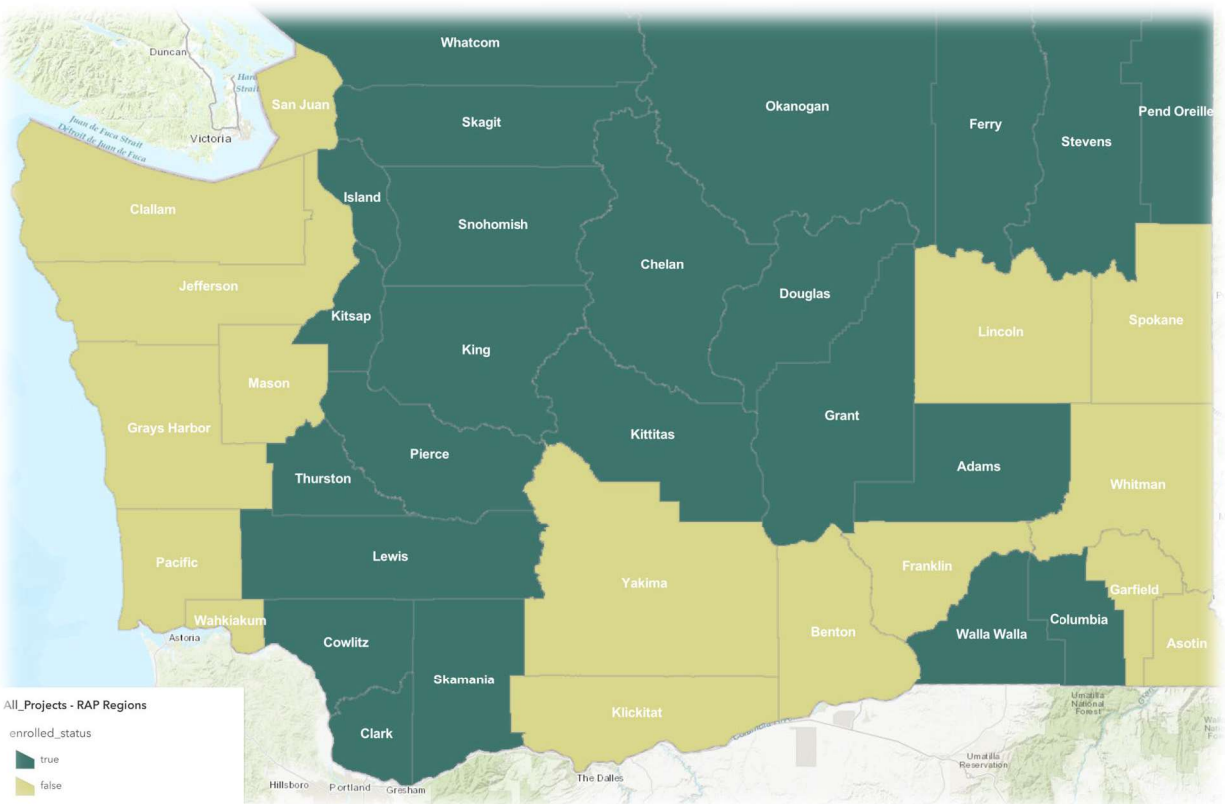 Whatcom
Duncan
Haro
Strait
San Juan
Okanogan
Pend Oreille
Skagit
Ferry
Juan de Fuca Strait
Détroit de Juan de Fuca
Victoria
Stevens
Island
Clallam
Snohomish
Chelan
Jefferson
Douglas
Kitsap
Lincoln
Spokane
King
Mason
Grant
Grays Harbor
Kittitas
Pierce
Adams
Thurston
Whitman
Lewis
Pacific
Yakima
Franklin
Garfield
Wahkiakum
Columbia
Astoria
Benton
Walla Walla
Cowlitz
Asotin
Skamania
Umatilla
National
Forest
All_Projects - RAP Regions
Klickitat
enrolled_status
Clark
true
Umatilla
Reservation
The Dalles
false
Hillsboro
Portland
Gresham